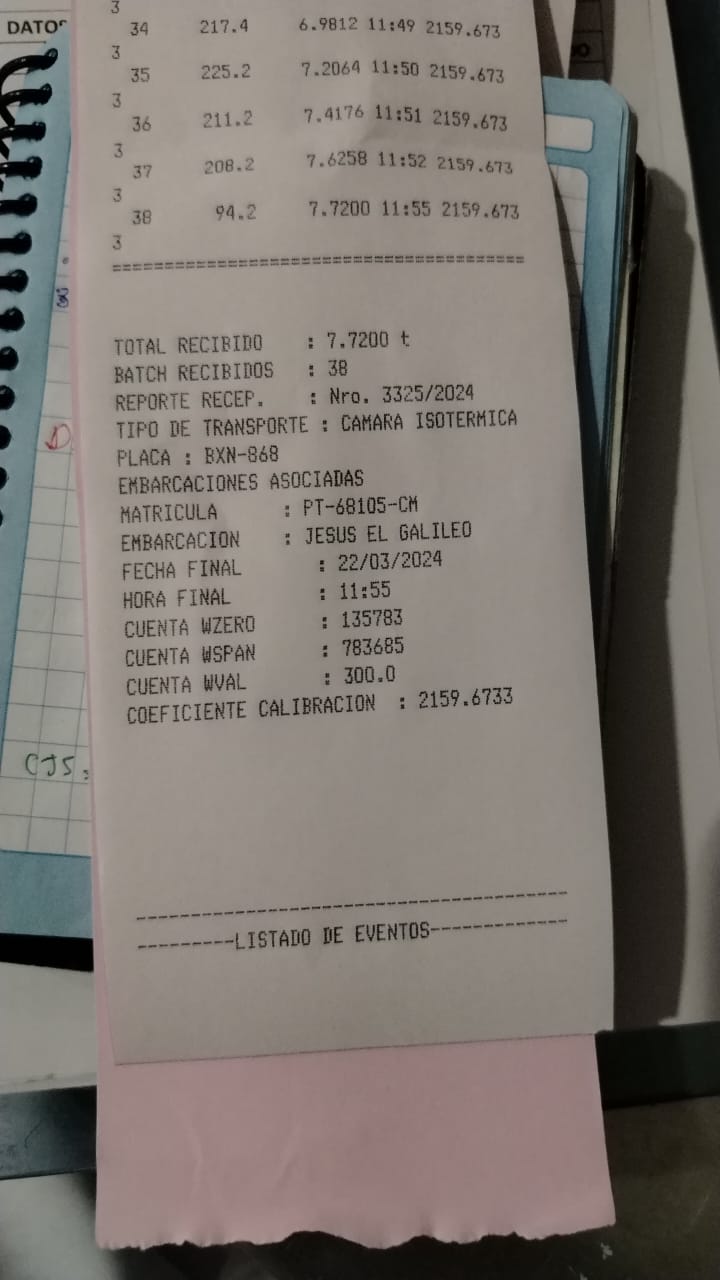 DATOS
3
34 217.4 6.9812 11:49 2159.673
3
35 225.2 7.2064 11:50 2159.673
3
36 211.2 7.4176 11:51 2159.673
3
37 208.2 7.6258 11:52 2159.673
3
38 94.2 7.7200 11:55 2159.673
3
======================================
TOTAL RECIBIDO : 7.7200 t
BATCH RECIBIDOS : 38
REPORTE RECEP. : Nro. 3325/2024
TIPO DE TRANSPORTE : CAMARA ISOTERMICA
PLACA : BXN-868
EMBARCACIONES ASOCIADAS
MATRICULA : PT-68105-CM
EMBARCACION : JESUS EL GALILEO
FECHA FINAL : 22/03/2024
HORA FINAL : 11:55
CUENTA WZERO : 135783
CUENTA WSPAN : 783685
CUENTA WVAL : 300.0
COEFICIENTE CALIBRACION : 2159.6733
CJS:
--------------------------------------
---------LISTADO DE EVENTOS------------